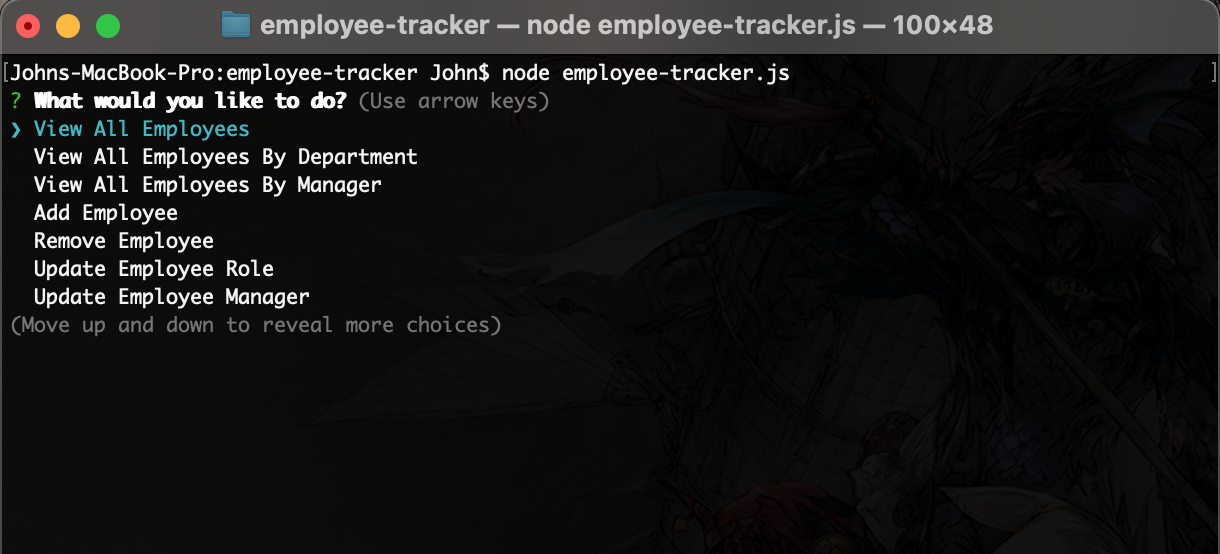 employee-tracker — node employee-tracker.js — 100×48
[Johns-MacBook-Pro:employee-tracker John$ node employee-tracker.js ]
? What would you like to do? (Use arrow keys)
❯ View All Employees
View All Employees By Department
View All Employees By Manager
Add Employee
Remove Employee
Update Employee Role
Update Employee Manager
(Move up and down to reveal more choices)